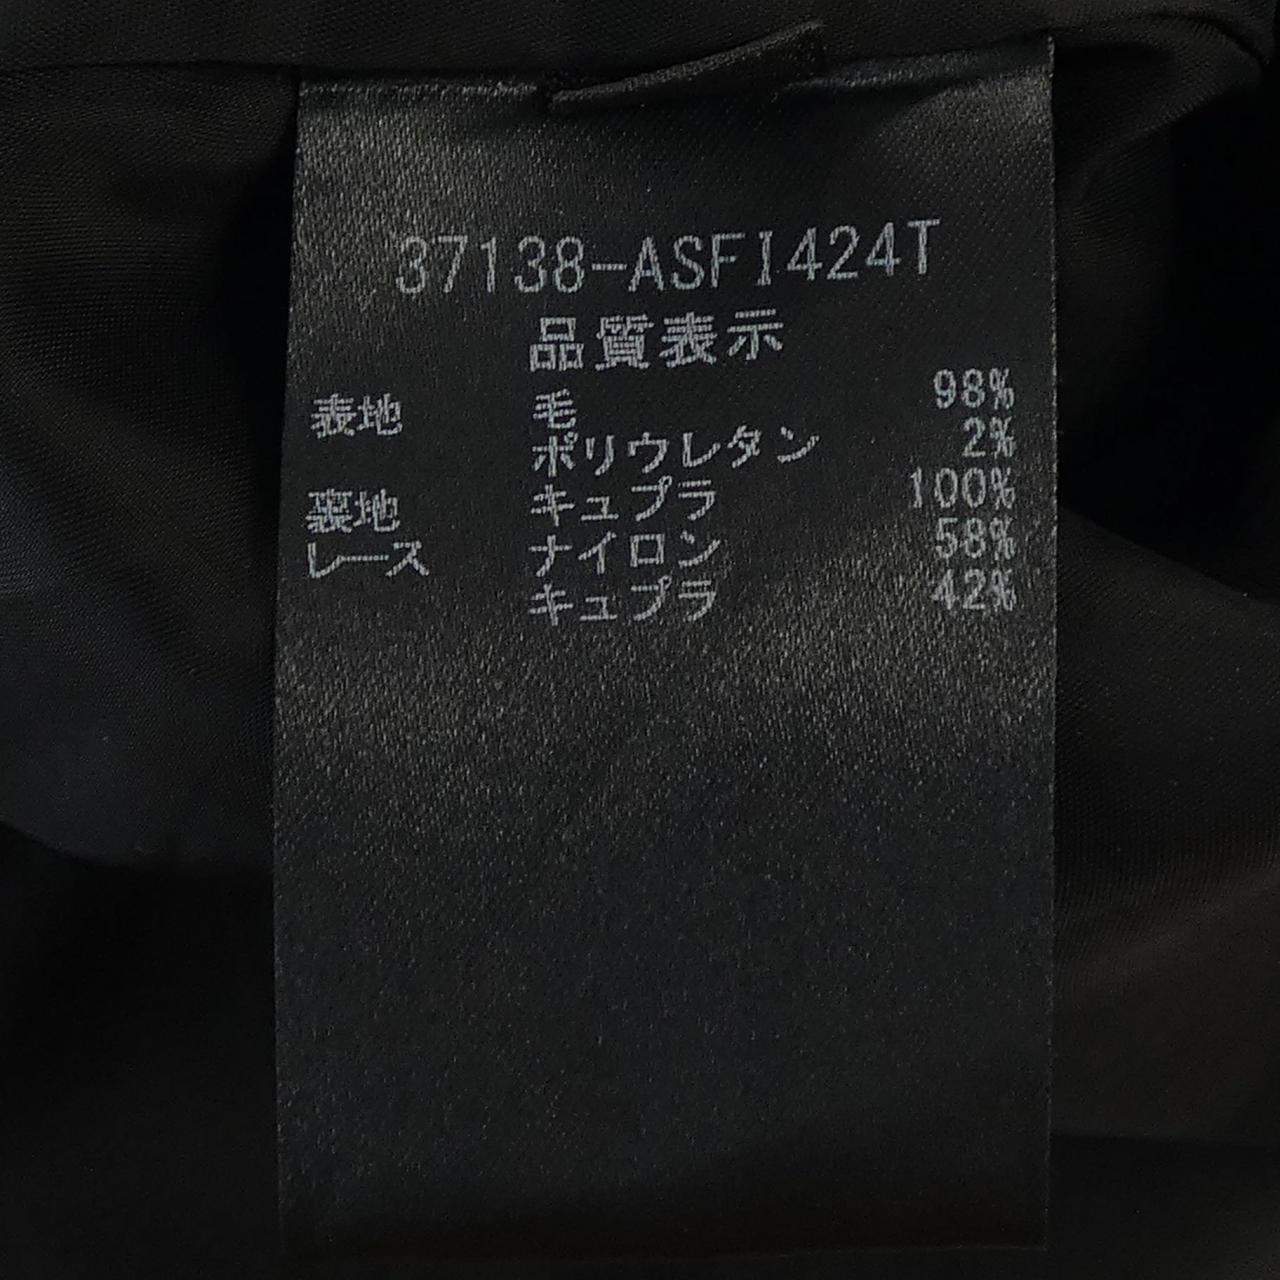 37138-ASFI424T
品質表示
表地 毛 98%
ポリウレタン 2%
裏地 キュプラ 100%
レース ナイロン 58%
キュプラ 42%